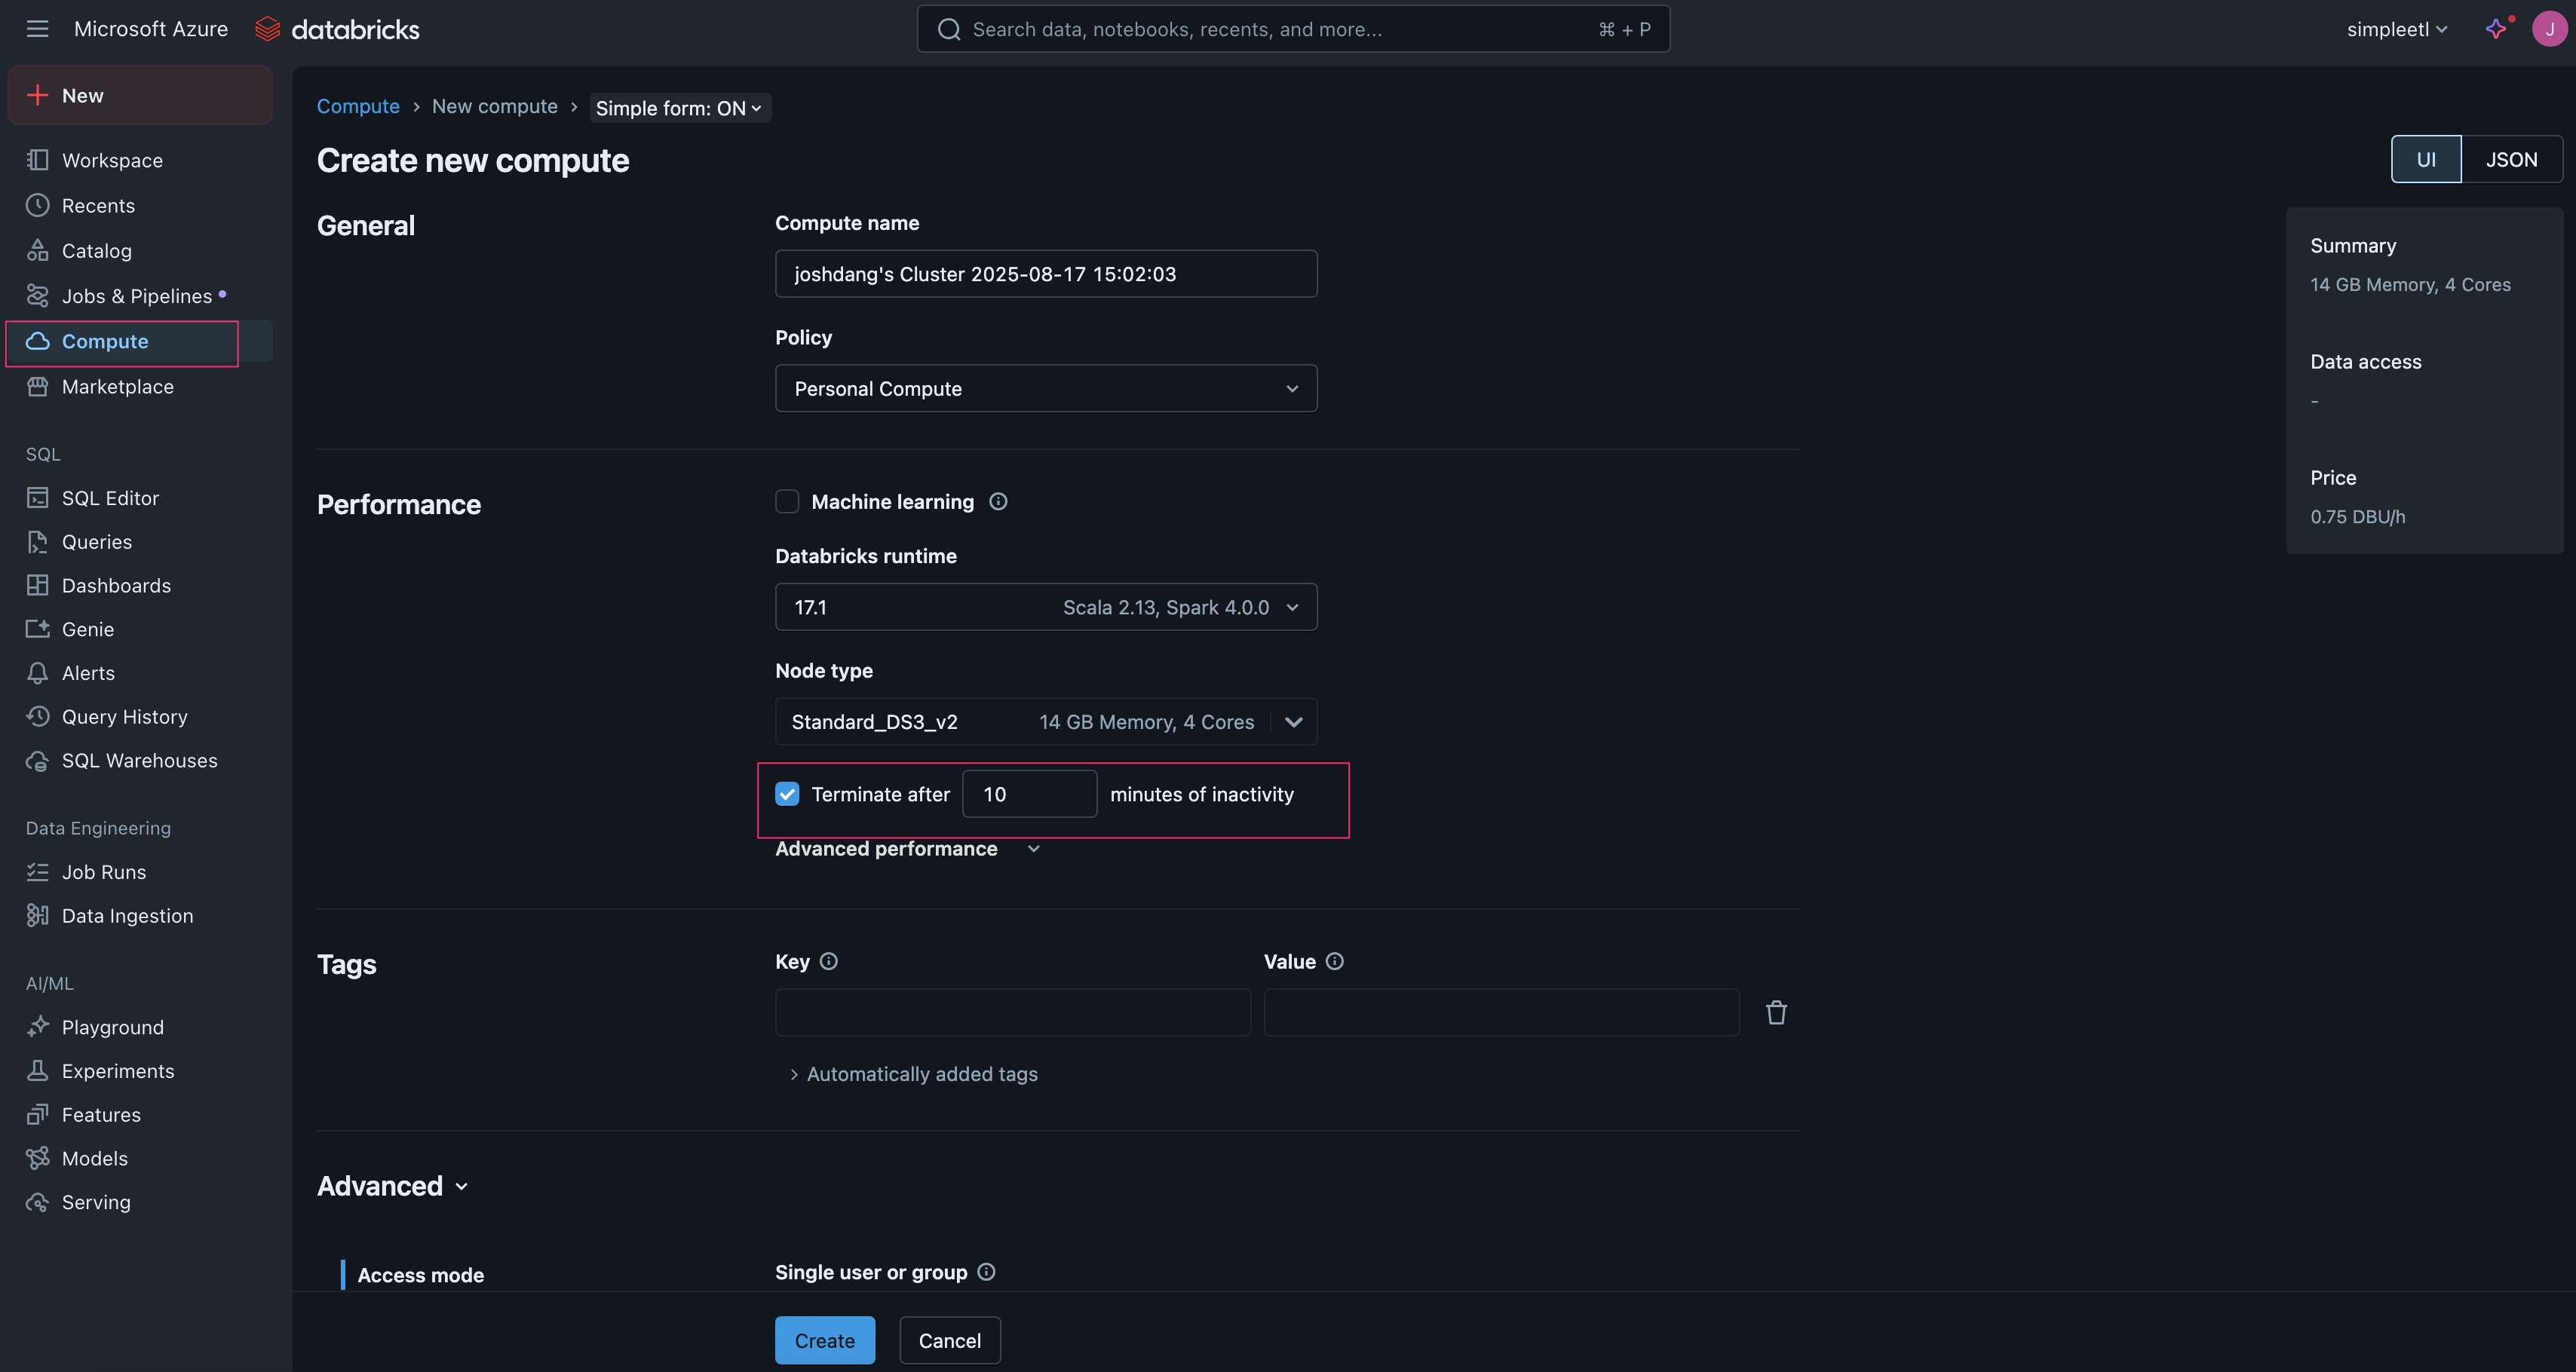 Microsoft Azure databricks
Search data, notebooks, recents, and more... ⌘ + P
simpleetl
J
New
Workspace
Recents
Catalog
Jobs & Pipelines
Compute
Marketplace
SQL
SQL Editor
Queries
Dashboards
Genie
Alerts
Query History
SQL Warehouses
Data Engineering
Job Runs
Data Ingestion
AI/ML
Playground
Experiments
Features
Models
Serving
Compute › New compute › Simple form: ON
Create new compute
UI JSON
General
Compute name
joshdang's Cluster 2025-08-17 15:02:03
Policy
Personal Compute
Performance
Machine learning
Databricks runtime
17.1 Scala 2.13, Spark 4.0.0
Node type
Standard_DS3_v2 14 GB Memory, 4 Cores
Terminate after 10 minutes of inactivity
Advanced performance
Tags
Key Value
Automatically added tags
Advanced
Access mode
Single user or group
Create Cancel
Summary
14 GB Memory, 4 Cores
Data access
-
Price
0.75 DBU/h